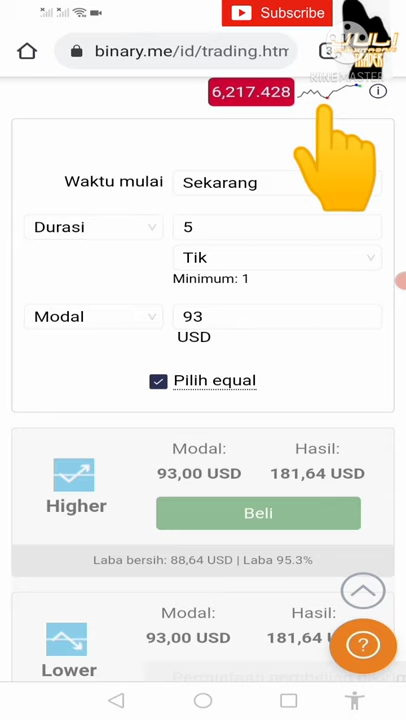 Subscribe
binary.me/id/trading.htm
KINEMASTER
6,217.428
Waktu mulai Sekarang
Durasi 5
Tik
Minimum: 1
Modal 93
USD
Pilih equal
Modal: Hasil:
93,00 USD 181,64 USD
Higher
Beli
Laba bersih: 88,64 USD | Laba 95.3%
Modal: Hasil:
93,00 USD 181,64
Lower